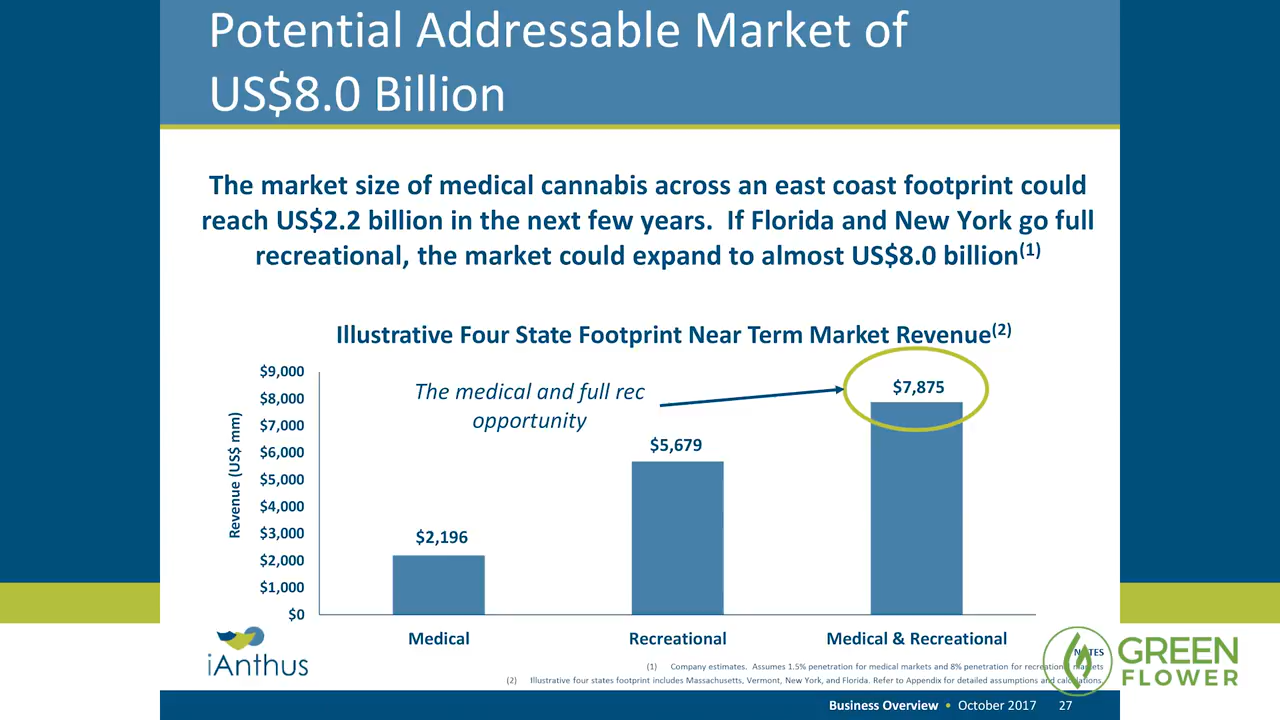 Potential Addressable Market of
US$8.0 Billion
The market size of medical cannabis across an east coast footprint could
reach US$2.2 billion in the next few years. If Florida and New York go full
recreational, the market could expand to almost US$8.0 billion(1)
Illustrative Four State Footprint Near Term Market Revenue(2)
The medical and full rec
opportunity
Revenue (US$ mm)
$9,000
$8,000
$7,000
$6,000
$5,000
$4,000
$3,000
$2,000
$1,000
$0
$2,196
$5,679
$7,875
Medical
Recreational
Medical & Recreational
iAnthus
NOTES
(1) Company estimates. Assumes 1.5% penetration for medical markets and 8% penetration for recreational markets
(2) Illustrative four states footprint includes Massachusetts, Vermont, New York, and Florida. Refer to Appendix for detailed assumptions and calculations.
GREEN
FLOWER
Business Overview • October 2017 27